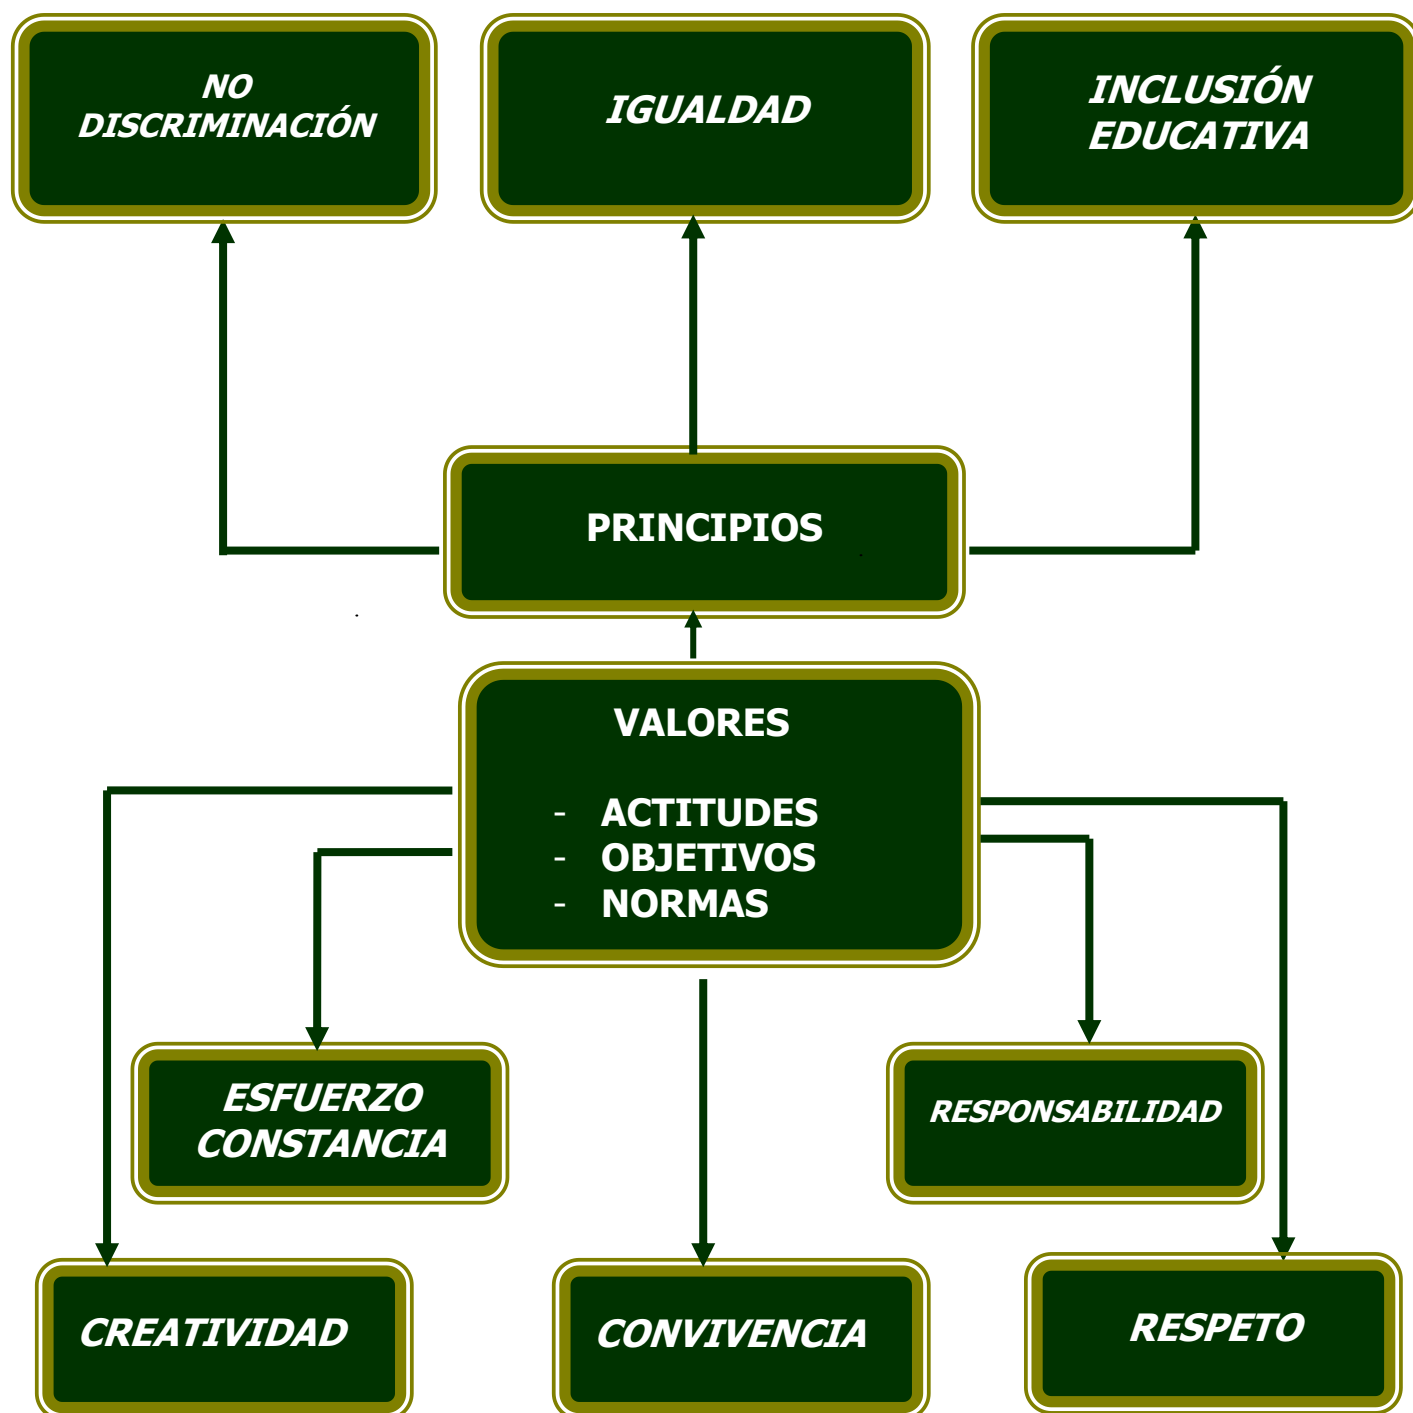 NO
DISCRIMINACIÓN
IGUALDAD
INCLUSIÓN
EDUCATIVA
PRINCIPIOS
VALORES
- ACTITUDES
- OBJETIVOS
- NORMAS
ESFUERZO
CONSTANCIA
RESPONSABILIDAD
CREATIVIDAD
CONVIVENCIA
RESPETO